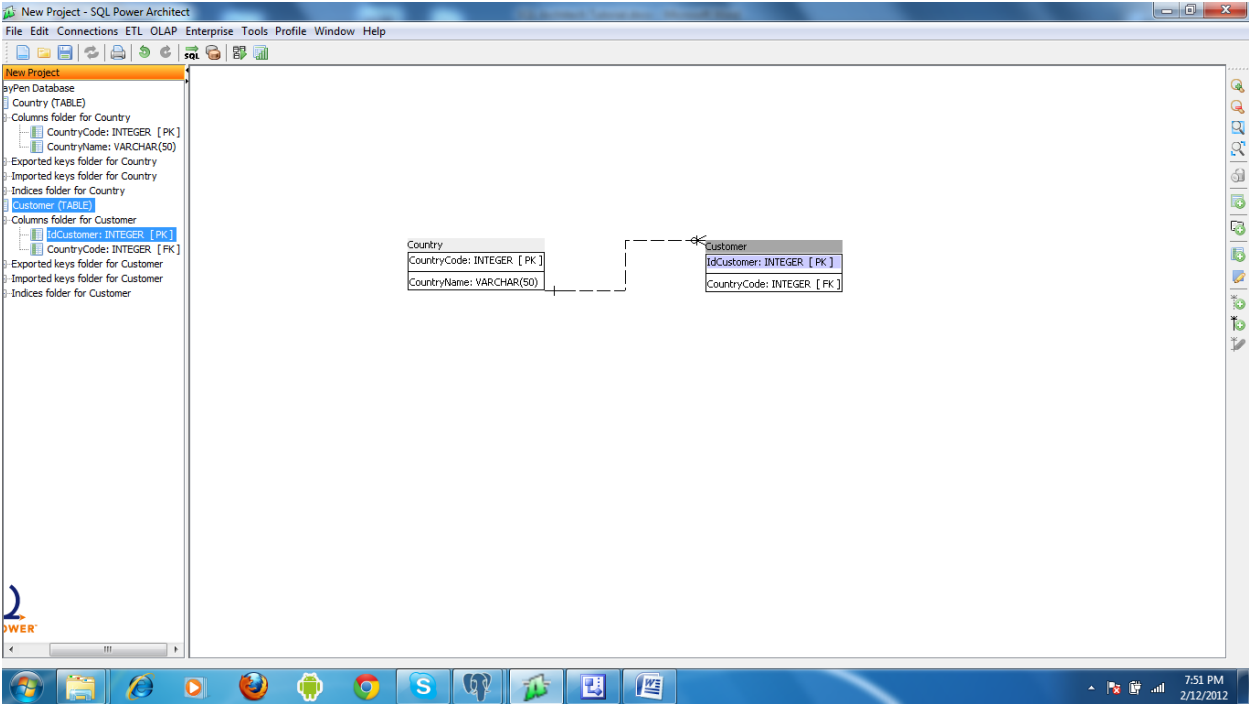 New Project - SQL Power Architect
File Edit Connections ETL OLAP Enterprise Tools Profile Window Help
SQL
New Project
ayPen Database
Country (TABLE)
Columns folder for Country
CountryCode: INTEGER [ PK ]
CountryName: VARCHAR(50)
Exported keys folder for Country
Imported keys folder for Country
Indices folder for Country
Customer (TABLE)
Columns folder for Customer
IdCustomer: INTEGER [ PK ]
CountryCode: INTEGER [ FK ]
Exported keys folder for Customer
Imported keys folder for Customer
Indices folder for Customer
Country
CountryCode: INTEGER [ PK ]
CountryName: VARCHAR(50)
Customer
IdCustomer: INTEGER [ PK ]
CountryCode: INTEGER [ FK ]
OWER
7:51 PM
2/12/2012